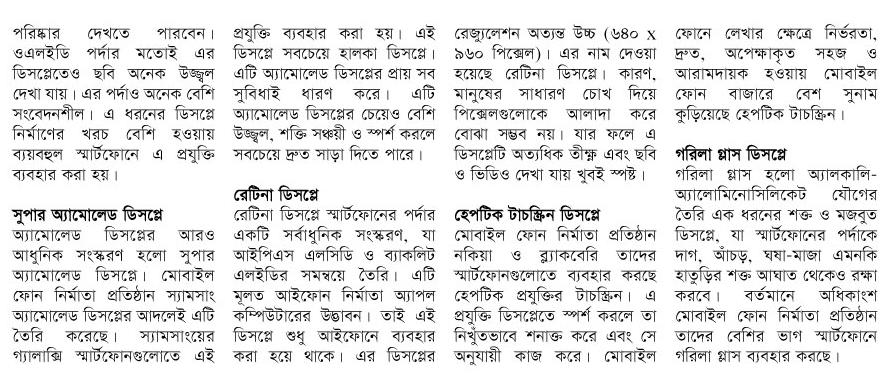 পরিষ্কার দেখতে পারবেন।
ওএলইডি পর্দার মতোই এর
ডিসপ্লেতেও ছবি অনেক উজ্জ্বল
দেখা যায়। এর পর্দাও অনেক বেশি
সংবেদনশীল। এ ধরনের ডিসপ্লে
নির্মাণের খরচ বেশি হওয়ায়
ব্যয়বহুল স্মার্টফোনে এ প্রযুক্তি
ব্যবহার করা হয়।
সুপার অ্যামোলেড ডিসপ্লে
অ্যামোলেড ডিসপ্লের আরও
আধুনিক সংস্করণ হলো সুপার
অ্যামোলেড ডিসপ্লে। মোবাইল
ফোন নির্মাতা প্রতিষ্ঠান স্যামসাং
অ্যামোলেড ডিসপ্লের আদলেই এটি
তৈরি করেছে। স্যামসাংয়ের
গ্যালাক্সি স্মার্টফোনগুলোতে এই
প্রযুক্তি ব্যবহার করা হয়। এই
ডিসপ্লে সবচেয়ে হালকা ডিসপ্লে।
এটি অ্যামোলেড ডিসপ্লের প্রায় সব
সুবিধাই ধারণ করে। এটি
অ্যামোলেড ডিসপ্লের চেয়েও বেশি
উজ্জ্বল, শক্তি সঞ্চয়ী ও স্পর্শ করলে
সবচেয়ে দ্রুত সাড়া দিতে পারে।
রেটিনা ডিসপ্লে
রেটিনা ডিসপ্লে স্মার্টফোনের পর্দার
একটি সর্বাধুনিক সংস্করণ, যা
আইপিএস এলসিডি ও ব্যাকলিট
এলইডির সমন্বয়ে তৈরি। এটি
মূলত আইফোন নির্মাতা অ্যাপল
কম্পিউটারের উদ্ভাবন। তাই এই
ডিসপ্লে শুধু আইফোনে ব্যবহার
করা হয়ে থাকে। এর ডিসপ্লের
রেজ্যুলেশন অত্যন্ত উচ্চ (৬৪০ x
৯৬০ পিক্সেল)। এর নাম দেওয়া
হয়েছে রেটিনা ডিসপ্লে। কারণ,
মানুষের সাধারণ চোখ দিয়ে
পিক্সেলগুলোকে আলাদা করে
বোঝা সম্ভব নয়। যার ফলে এ
ডিসপ্লেটি অত্যধিক তীক্ষ্ণ এবং ছবি
ও ভিডিও দেখা যায় খুবই স্পষ্ট।
হেপটিক টাচস্ক্রিন ডিসপ্লে
মোবাইল ফোন নির্মাতা প্রতিষ্ঠান
নকিয়া ও ব্ল্যাকবেরি তাদের
স্মার্টফোনগুলোতে ব্যবহার করছে
হেপটিক প্রযুক্তির টাচস্ক্রিন। এ
প্রযুক্তি ডিসপ্লেতে স্পর্শ করলে তা
নিখুঁতভাবে শনাক্ত করে এবং সে
অনুযায়ী কাজ করে। মোবাইল
ফোনে লেখার ক্ষেত্রে নির্ভরতা,
দ্রুত, অপেক্ষাকৃত সহজ ও
আরামদায়ক হওয়ায় মোবাইল
ফোন বাজারে বেশ সুনাম
কুড়িয়েছে হেপটিক টাচস্ক্রিন।
গরিলা গ্লাস ডিসপ্লে
গরিলা গ্লাস হলো অ্যালকালি-
অ্যালোমিনোসিলিকেট যৌগের
তৈরি এক ধরনের শক্ত ও মজবুত
ডিসপ্লে, যা স্মার্টফোনের পর্দাকে
দাগ, আঁচড়, ঘষা-মাজা এমনকি
হাতুড়ির শক্ত আঘাত থেকেও রক্ষা
করবে। বর্তমানে অধিকাংশ
মোবাইল ফোন নির্মাতা প্রতিষ্ঠান
তাদের বেশির ভাগ স্মার্টফোনে
গরিলা গ্লাস ব্যবহার করছে।